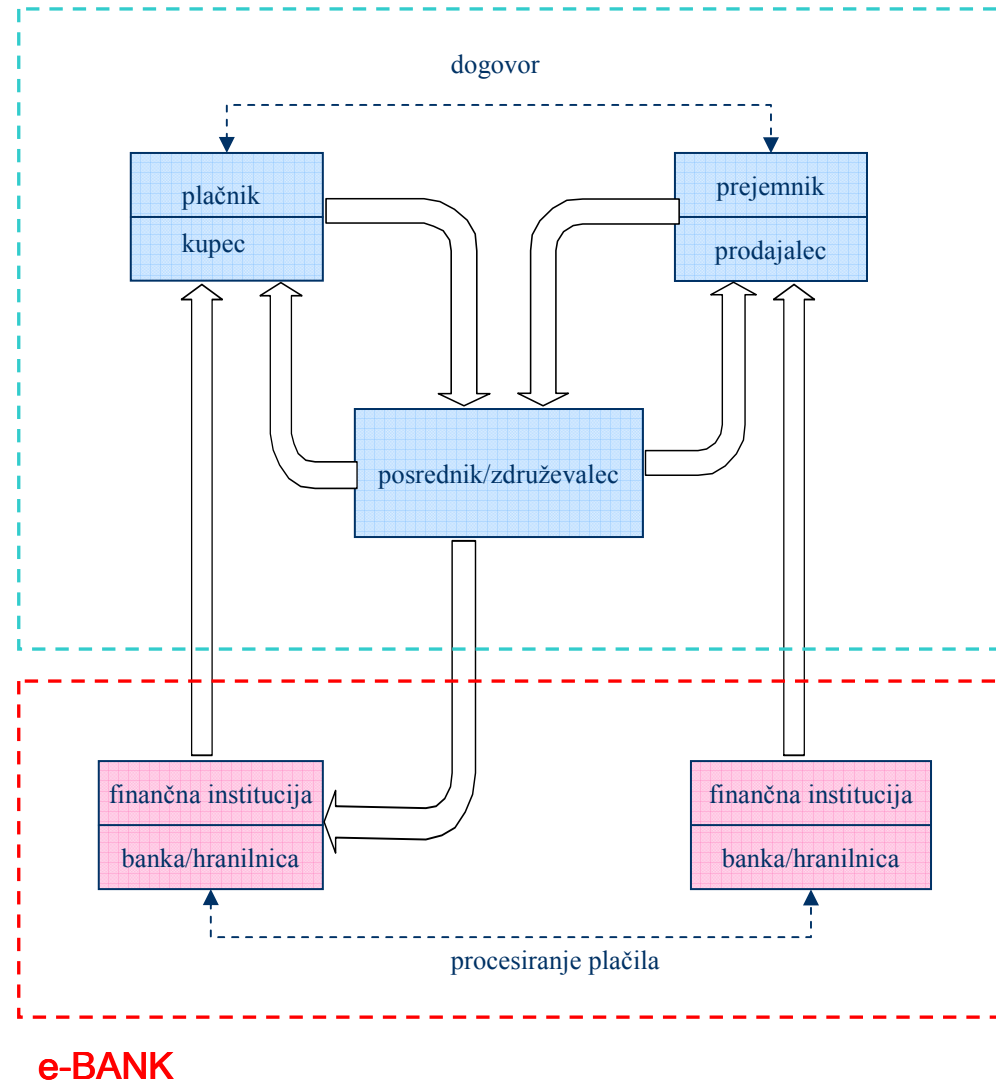 dogovor
plačnik
kupec
prejemnik
prodajalec
posrednik/združevalec
finančna institucija
banka/hranilnica
finančna institucija
banka/hranilnica
procesiranje plačila
e-BANK